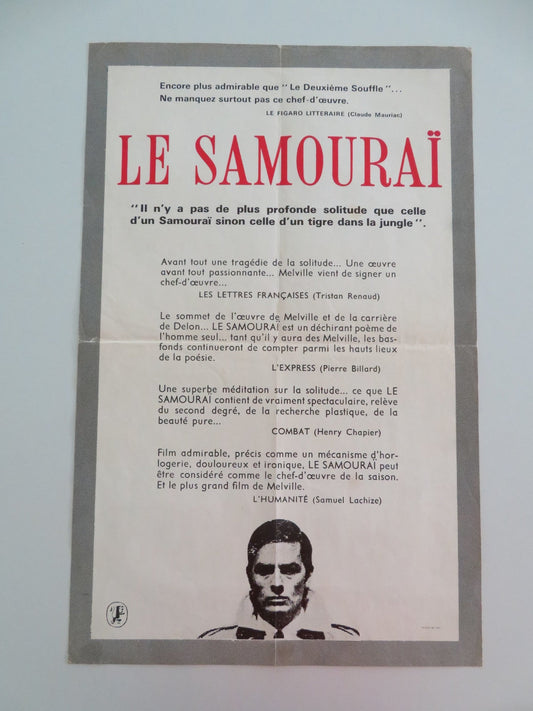 Encore plus admirable que "Le Deuxiéme Souffle"...
Ne manquez surtout pas ce chef-d'œuvre.
LE FIGARO LITTERAIRE (Claude Mauriac)
LE SAMOURAÏ
"Il n'y a pas de plus profonde solitude que celle
d'un Samouraï sinon celle d'un tigre dans la jungle".
Avant tout une tragédie de la solitude... Une œuvre
avant tout passionnante... Melville vient de signer un
chef-d'œuvre...
LES LETTRES FRANÇAISES (Tristan Renaud)
Le sommet de l'œuvre de Melville et de la carrière
de Delon... LE SAMOURAÏ est un déchirant poème de
l'homme seul... tant qu'il y aura des Melville, les bas-
fonds continueront de compter parmi les hauts lieux
de la poésie.
L'EXPRESS (Pierre Billard)
Une superbe méditation sur la solitude... ce que LE
SAMOURAI contient de vraiment spectaculaire, relève
du second degré, de la recherche plastique, de la
beauté pure...
COMBAT (Henry Chapier)
Film admirable, précis comme un mécanisme d'hor-
logerie, douloureux et ironique, LE SAMOURAÏ peut
être considéré comme le chef-d'œuvre de la saison.
Et le plus grand film de Melville.
L'HUMANITÉ (Samuel Lachize)